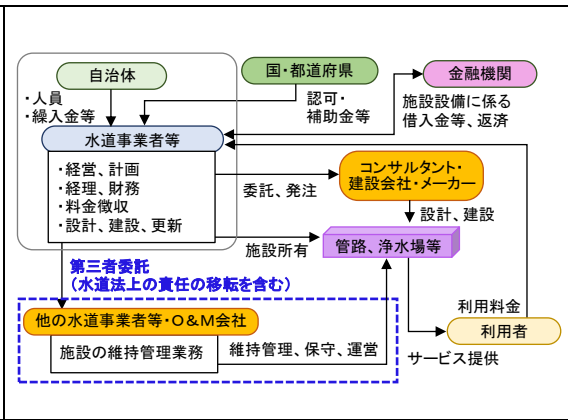 自治体
国・都道府県
金融機関
・人員
・繰入金等
認可・
補助金等
施設設備に係る
借入金等、返済
水道事業者等
・経営、計画
・経理、財務
・料金徴収
・設計、建設、更新
委託、発注
コンサルタント・
建設会社・メーカー
設計、建設
施設所有
管路、浄水場等
第三者委託
（水道法上の責任の移転を含む）
他の水道事業者等・O&M会社
施設の維持管理業務
維持管理、保守、運営
利用料金
利用者
サービス提供